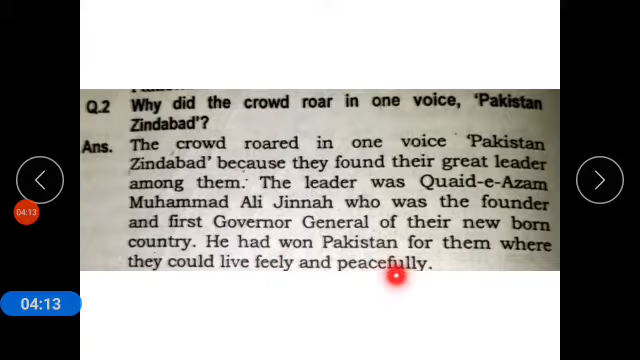 Q.2 Why did the crowd roar in one voice, 'Pakistan
Zindabad'?
Ans. The crowd roared in one voice 'Pakistan
Zindabad' because they found their great leader
among them. The leader was Quaid-e-Azam
Muhammad Ali Jinnah who was the founder
and first Governor General of their new born
country. He had won Pakistan for them where
they could live feely and peacefully.
04:13
04:13